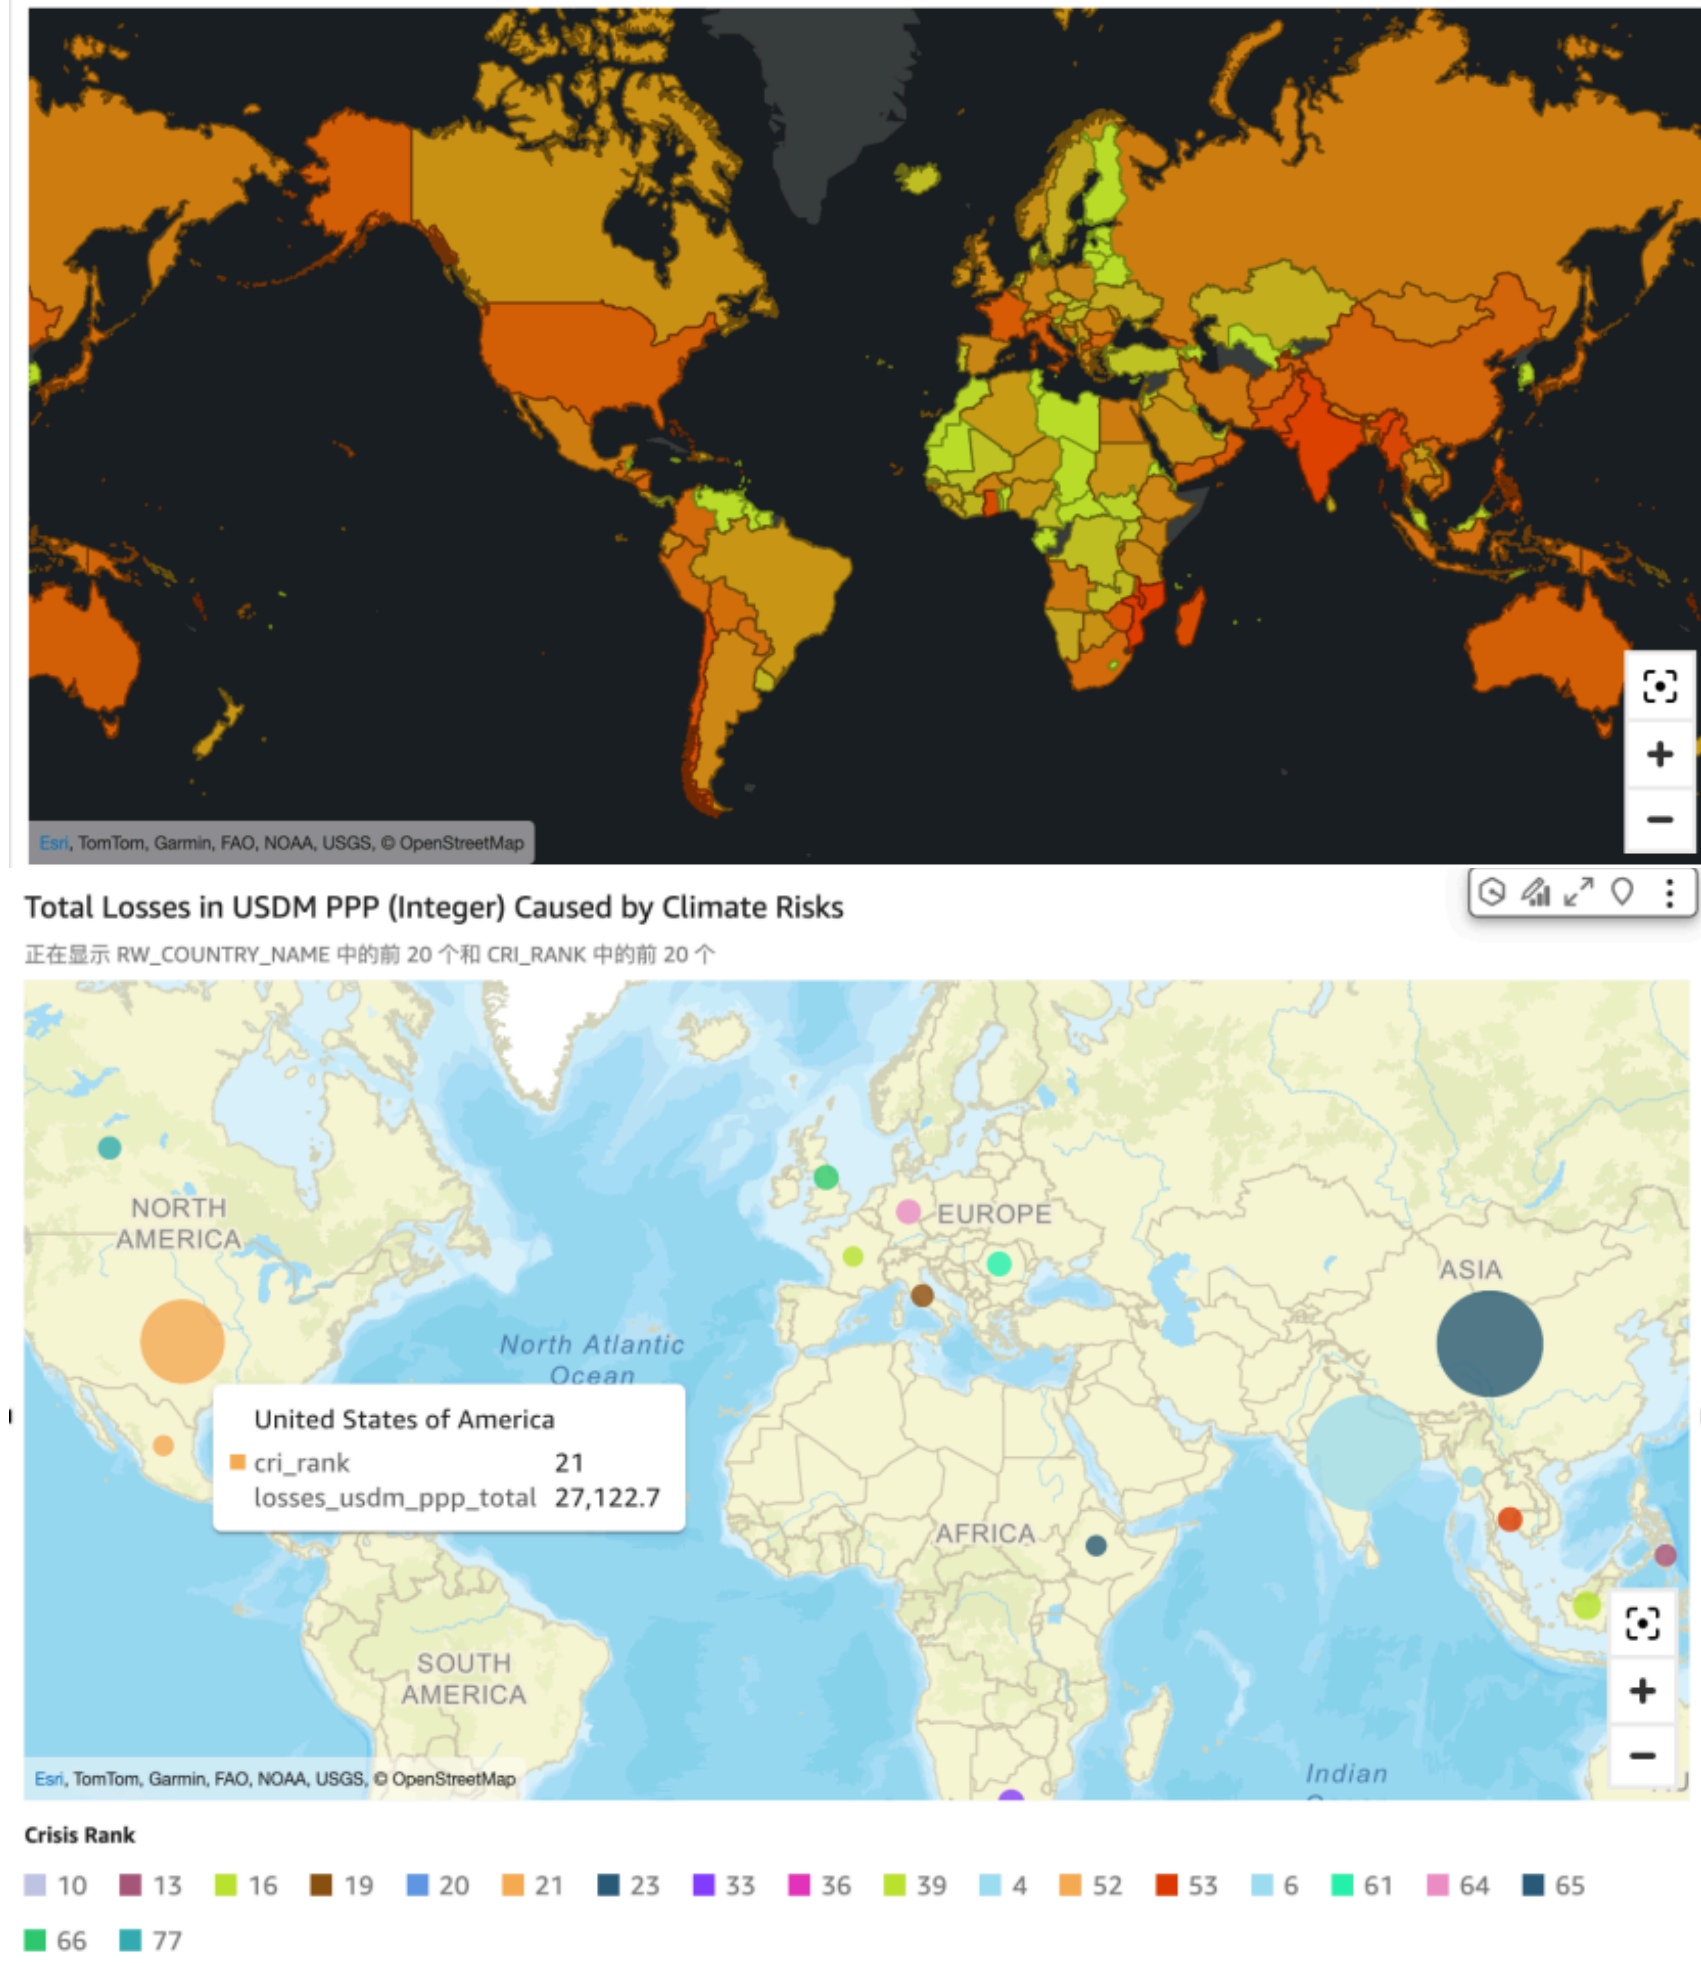 Esri, TomTom, Garmin, FAO, NOAA, USGS, © OpenStreetMap
Total Losses in USDM PPP (Integer) Caused by Climate Risks
正在显示 RW_COUNTRY_NAME 中的前 20 个和 CRI_RANK 中的前 20 个
NORTH
AMERICA
EUROPE
ASIA
North Atlantic
Ocean
United States of America
cri_rank 21
losses_usdm_ppp_total 27,122.7
AFRICA
SOUTH
AMERICA
Indian
Esri, TomTom, Garmin, FAO, NOAA, USGS, © OpenStreetMap
Crisis Rank
10 13 16 19 20 21 23 33 36 39 4 52 53 6 61 64 65
66 77